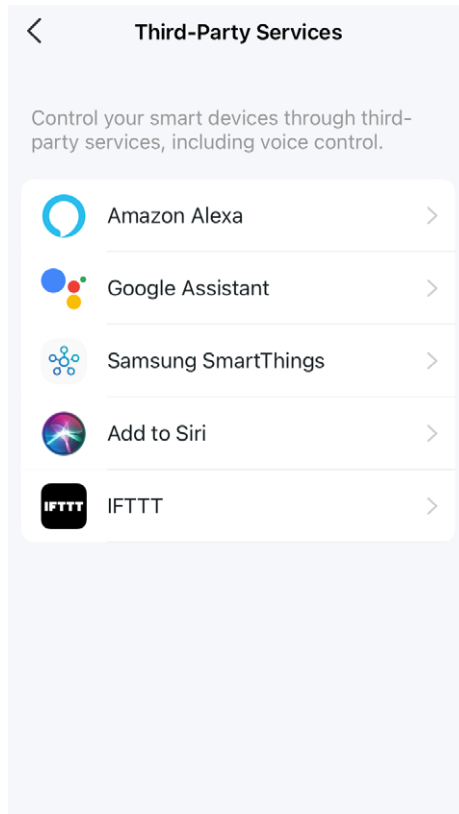 Third-Party Services
Control your smart devices through third-
party services, including voice control.
Amazon Alexa
Google Assistant
Samsung SmartThings
Add to Siri
IFTTT IFTTT